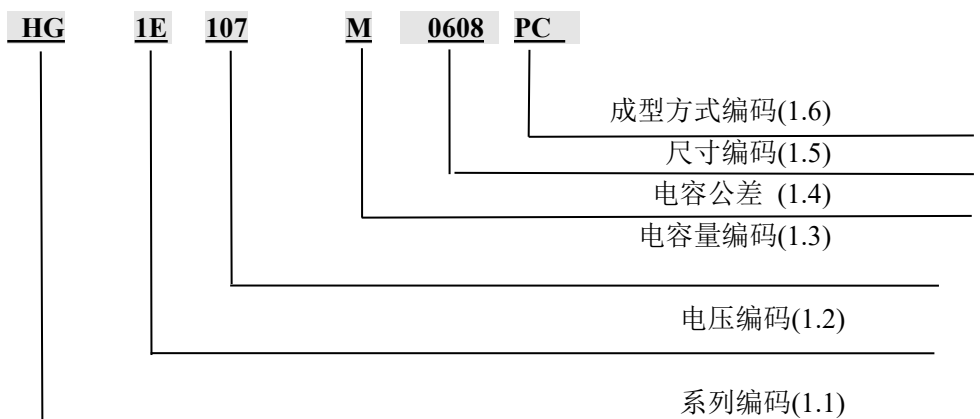 HG 1E 107 M 0608 PC
成型方式编码(1.6)
尺寸编码(1.5)
电容公差 (1.4)
电容量编码(1.3)
电压编码(1.2)
系列编码(1.1)